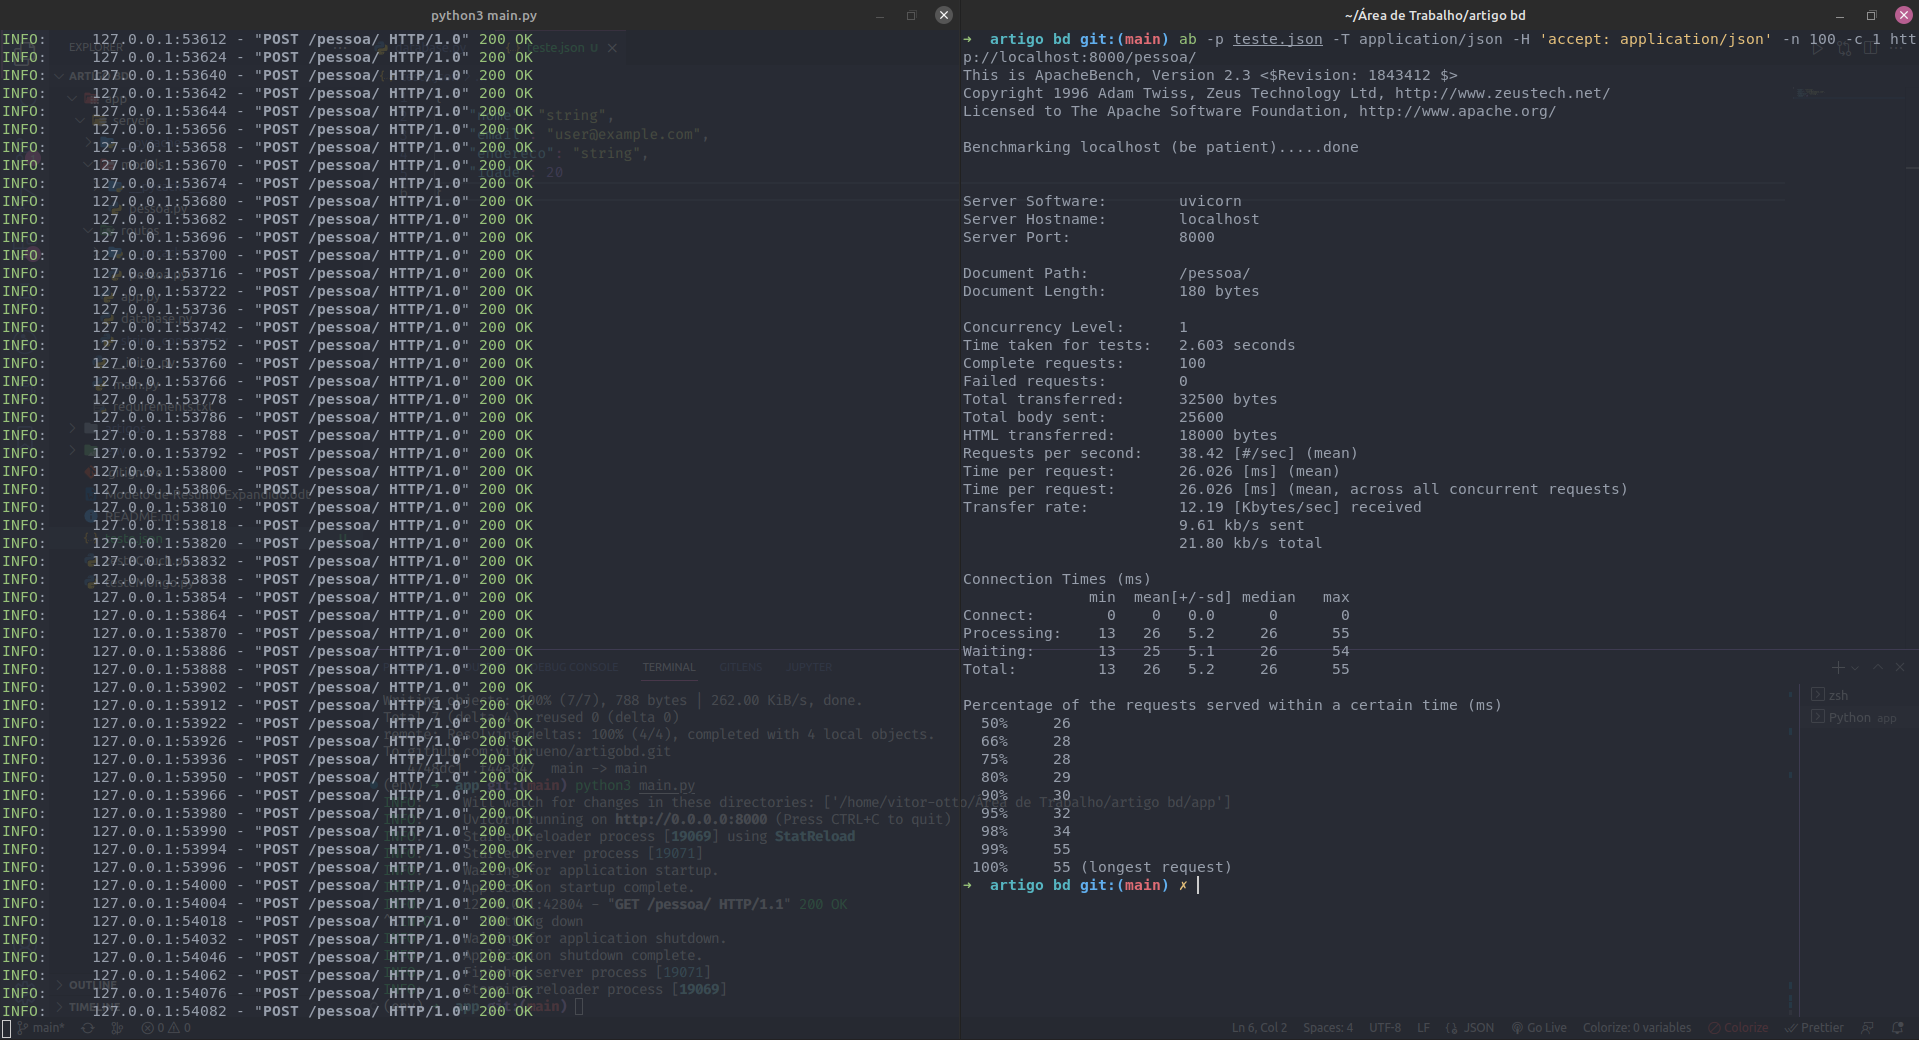 python3 main.py
INFO:     127.0.0.1:53612 - "POST /pessoa/ HTTP/1.0" 200 OK
INFO:     127.0.0.1:53624 - "POST /pessoa/ HTTP/1.0" 200 OK
INFO:     127.0.0.1:53640 - "POST /pessoa/ HTTP/1.0" 200 OK
INFO:     127.0.0.1:53642 - "POST /pessoa/ HTTP/1.0" 200 OK
INFO:     127.0.0.1:53644 - "POST /pessoa/ HTTP/1.0" 200 OK
INFO:     127.0.0.1:53656 - "POST /pessoa/ HTTP/1.0" 200 OK
INFO:     127.0.0.1:53658 - "POST /pessoa/ HTTP/1.0" 200 OK
INFO:     127.0.0.1:53670 - "POST /pessoa/ HTTP/1.0" 200 OK
INFO:     127.0.0.1:53674 - "POST /pessoa/ HTTP/1.0" 200 OK
INFO:     127.0.0.1:53680 - "POST /pessoa/ HTTP/1.0" 200 OK
INFO:     127.0.0.1:53682 - "POST /pessoa/ HTTP/1.0" 200 OK
INFO:     127.0.0.1:53696 - "POST /pessoa/ HTTP/1.0" 200 OK
INFO:     127.0.0.1:53700 - "POST /pessoa/ HTTP/1.0" 200 OK
INFO:     127.0.0.1:53716 - "POST /pessoa/ HTTP/1.0" 200 OK
INFO:     127.0.0.1:53722 - "POST /pessoa/ HTTP/1.0" 200 OK
INFO:     127.0.0.1:53736 - "POST /pessoa/ HTTP/1.0" 200 OK
INFO:     127.0.0.1:53742 - "POST /pessoa/ HTTP/1.0" 200 OK
INFO:     127.0.0.1:53752 - "POST /pessoa/ HTTP/1.0" 200 OK
INFO:     127.0.0.1:53760 - "POST /pessoa/ HTTP/1.0" 200 OK
INFO:     127.0.0.1:53766 - "POST /pessoa/ HTTP/1.0" 200 OK
INFO:     127.0.0.1:53778 - "POST /pessoa/ HTTP/1.0" 200 OK
INFO:     127.0.0.1:53786 - "POST /pessoa/ HTTP/1.0" 200 OK
INFO:     127.0.0.1:53788 - "POST /pessoa/ HTTP/1.0" 200 OK
INFO:     127.0.0.1:53792 - "POST /pessoa/ HTTP/1.0" 200 OK
INFO:     127.0.0.1:53800 - "POST /pessoa/ HTTP/1.0" 200 OK
INFO:     127.0.0.1:53806 - "POST /pessoa/ HTTP/1.0" 200 OK
INFO:     127.0.0.1:53810 - "POST /pessoa/ HTTP/1.0" 200 OK
INFO:     127.0.0.1:53818 - "POST /pessoa/ HTTP/1.0" 200 OK
INFO:     127.0.0.1:53820 - "POST /pessoa/ HTTP/1.0" 200 OK
INFO:     127.0.0.1:53832 - "POST /pessoa/ HTTP/1.0" 200 OK
INFO:     127.0.0.1:53838 - "POST /pessoa/ HTTP/1.0" 200 OK
INFO:     127.0.0.1:53854 - "POST /pessoa/ HTTP/1.0" 200 OK
INFO:     127.0.0.1:53864 - "POST /pessoa/ HTTP/1.0" 200 OK
INFO:     127.0.0.1:53870 - "POST /pessoa/ HTTP/1.0" 200 OK
INFO:     127.0.0.1:53886 - "POST /pessoa/ HTTP/1.0" 200 OK
INFO:     127.0.0.1:53888 - "POST /pessoa/ HTTP/1.0" 200 OK
INFO:     127.0.0.1:53902 - "POST /pessoa/ HTTP/1.0" 200 OK
INFO:     127.0.0.1:53912 - "POST /pessoa/ HTTP/1.0" 200 OK
INFO:     127.0.0.1:53922 - "POST /pessoa/ HTTP/1.0" 200 OK
INFO:     127.0.0.1:53926 - "POST /pessoa/ HTTP/1.0" 200 OK
INFO:     127.0.0.1:53936 - "POST /pessoa/ HTTP/1.0" 200 OK
INFO:     127.0.0.1:53950 - "POST /pessoa/ HTTP/1.0" 200 OK
INFO:     127.0.0.1:53966 - "POST /pessoa/ HTTP/1.0" 200 OK
INFO:     127.0.0.1:53980 - "POST /pessoa/ HTTP/1.0" 200 OK
INFO:     127.0.0.1:53990 - "POST /pessoa/ HTTP/1.0" 200 OK
INFO:     127.0.0.1:53994 - "POST /pessoa/ HTTP/1.0" 200 OK
INFO:     127.0.0.1:53996 - "POST /pessoa/ HTTP/1.0" 200 OK
INFO:     127.0.0.1:54000 - "POST /pessoa/ HTTP/1.0" 200 OK
INFO:     127.0.0.1:54004 - "POST /pessoa/ HTTP/1.0" 200 OK
INFO:     127.0.0.1:54018 - "POST /pessoa/ HTTP/1.0" 200 OK
INFO:     127.0.0.1:54032 - "POST /pessoa/ HTTP/1.0" 200 OK
INFO:     127.0.0.1:54046 - "POST /pessoa/ HTTP/1.0" 200 OK
INFO:     127.0.0.1:54062 - "POST /pessoa/ HTTP/1.0" 200 OK
INFO:     127.0.0.1:54076 - "POST /pessoa/ HTTP/1.0" 200 OK
INFO:     127.0.0.1:54082 - "POST /pessoa/ HTTP/1.0" 200 OK
~/Área de Trabalho/artigo bd
➜  artigo bd git:(main) ab -p teste.json -T application/json -H 'accept: application/json' -n 100 -c 1 htt
p://localhost:8000/pessoa/
This is ApacheBench, Version 2.3 <$Revision: 1843412 $>
Copyright 1996 Adam Twiss, Zeus Technology Ltd, http://www.zeustech.net/
Licensed to The Apache Software Foundation, http://www.apache.org/
Benchmarking localhost (be patient).....done
Server Software:        uvicorn
Server Hostname:        localhost
Server Port:            8000
Document Path:          /pessoa/
Document Length:        180 bytes
Concurrency Level:      1
Time taken for tests:   2.603 seconds
Complete requests:      100
Failed requests:        0
Total transferred:      32500 bytes
Total body sent:        25600
HTML transferred:       18000 bytes
Requests per second:    38.42 [#/sec] (mean)
Time per request:       26.026 [ms] (mean)
Time per request:       26.026 [ms] (mean, across all concurrent requests)
Transfer rate:          12.19 [Kbytes/sec] received
                        9.61 kb/s sent
                        21.80 kb/s total
Connection Times (ms)
              min  mean[+/-sd] median   max
Connect:        0    0   0.0      0       0
Processing:    13   26   5.2     26      55
Waiting:       13   25   5.1     26      54
Total:         13   26   5.2     26      55
Percentage of the requests served within a certain time (ms)
  50%     26
  66%     28
  75%     28
  80%     29
  90%     30
  95%     32
  98%     34
  99%     55
 100%     55 (longest request)
➜  artigo bd git:(main) ✗
TERMINAL GITLENS JUPYTER
zsh
Python app
main* 0 0
Ln 6, Col 2 Spaces: 4 UTF-8 LF JSON Go Live Colorize: 0 variables Colorize Prettier